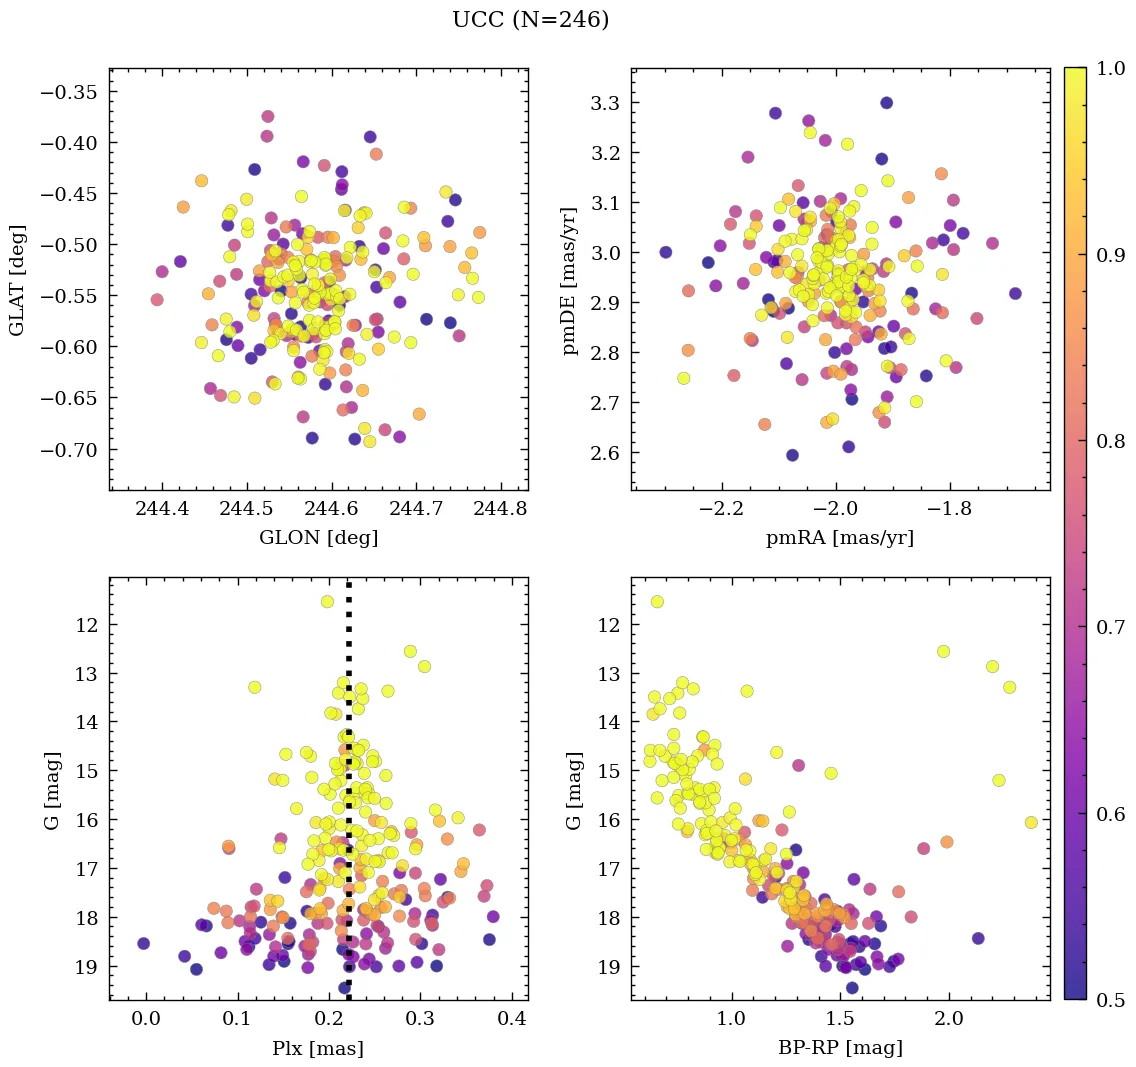 UCC (N=246)
−0.35
−0.40
−0.45
−0.50
−0.55
−0.60
−0.65
−0.70
GLAT [deg]
244.4 244.5 244.6 244.7 244.8
GLON [deg]
3.3
3.2
3.1
3.0
2.9
2.8
2.7
2.6
pmDE [mas/yr]
−2.2 −2.0 −1.8
pmRA [mas/yr]
12
13
14
15
16
17
18
19
G [mag]
0.0 0.1 0.2 0.3 0.4
Plx [mas]
12
13
14
15
16
17
18
19
G [mag]
1.0 1.5 2.0
BP-RP [mag]
1.0
0.9
0.8
0.7
0.6
0.5